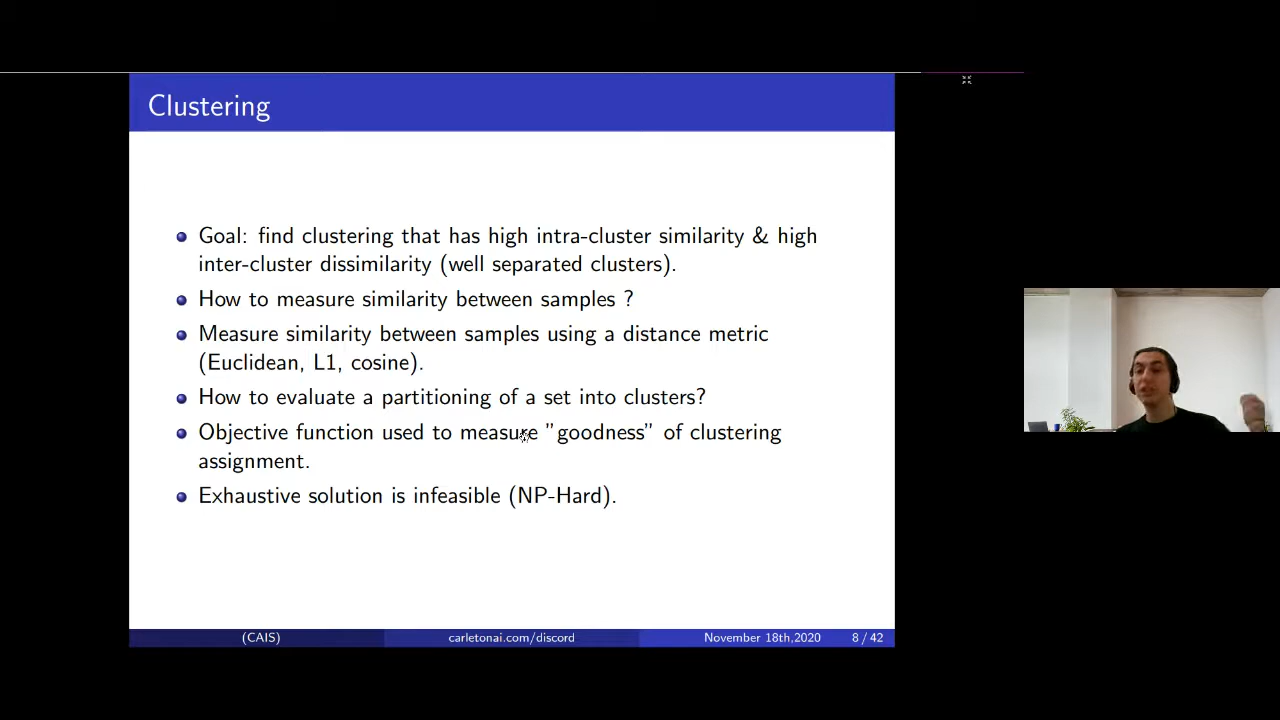 Clustering
Goal: find clustering that has high intra-cluster similarity & high
inter-cluster dissimilarity (well separated clusters).
How to measure similarity between samples ?
Measure similarity between samples using a distance metric
(Euclidean, L1, cosine).
How to evaluate a partitioning of a set into clusters?
Objective function used to measure ”goodness” of clustering
assignment.
Exhaustive solution is infeasible (NP-Hard).
(CAIS)
carletonai.com/discord
November 18th,2020
8 / 42